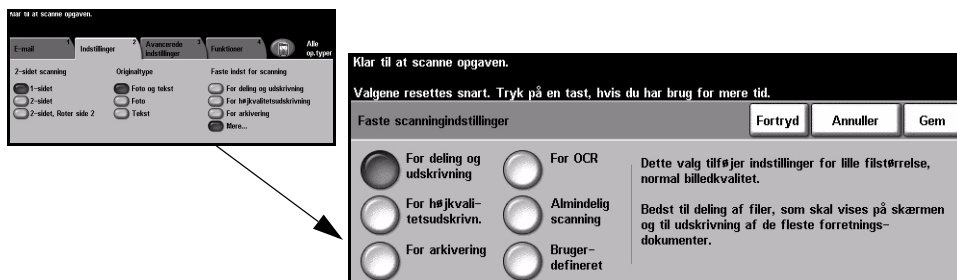 Klar til at scanne opgaven.
E-mail 1
Indstillinger 2
Avancerede 3
indstillinger
Funktioner 4
Alle
op.typer
2-sidet scanning
Originaltype
Faste indst for scanning
1-sidet
2-sidet
2-sidet, Roter side 2
Foto og tekst
Foto
Tekst
For deling og udskrivning
For højkvalitetsudskrivning
For arkivering
Mere...
Klar til at scanne opgaven.
Valgene resettes snart. Tryk på en tast, hvis du har brug for mere tid.
Faste scanningindstillinger
Fortryd
Annuller
Gem
For deling og
udskrivning
For højkvali-
tetsudskrivn.
For arkivering
For OCR
Almindelig
scanning
Bruger-
defineret
Dette valg tilføjer indstillinger for lille filstørrelse,
normal billedkvalitet.
Bedst til deling af filer, som skal vises på skærmen
og til udskrivning af de fleste forretnings-
dokumenter.